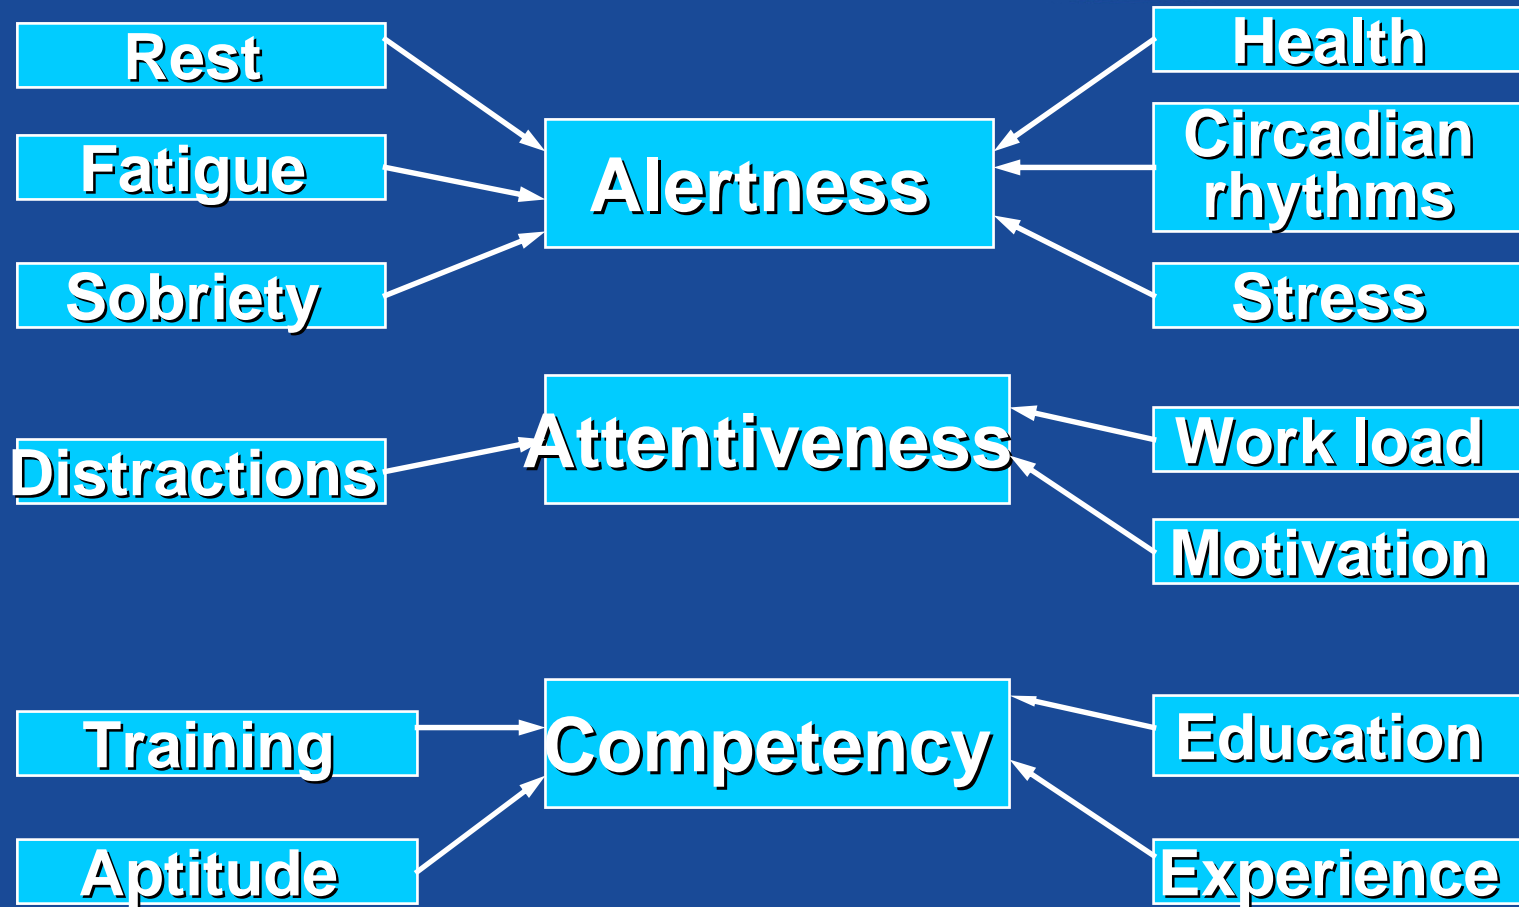 Rest
Health
Fatigue
Alertness
Circadian
rhythms
Sobriety
Stress
Distractions
Attentiveness
Work load
Motivation
Training
Competency
Education
Aptitude
Experience